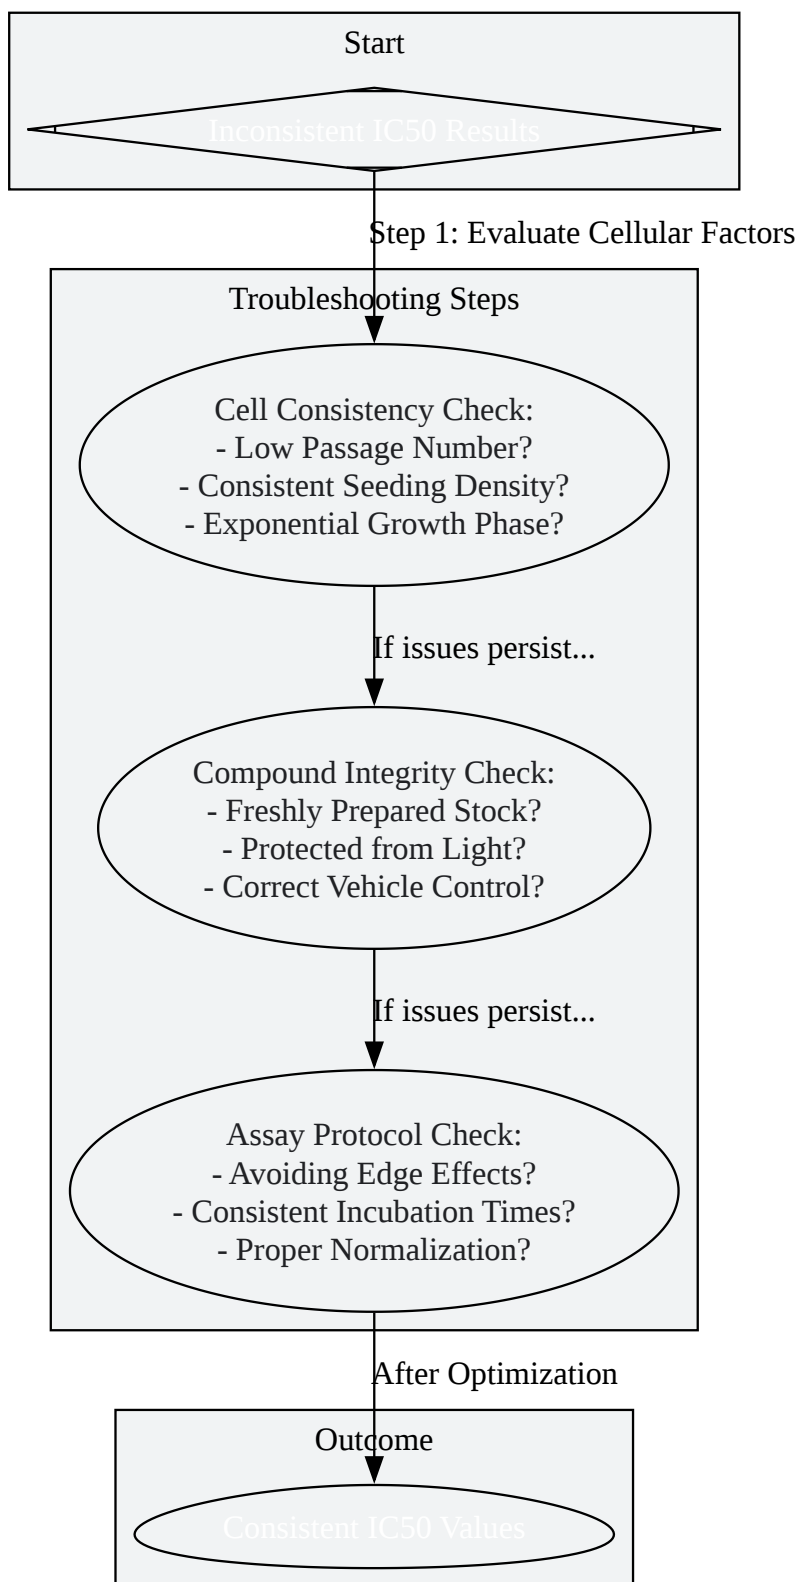 Start
Inconsistent IC50 Results
Step 1: Evaluate Cellular Factors
Troubleshooting Steps
Cell Consistency Check:
- Low Passage Number?
- Consistent Seeding Density?
- Exponential Growth Phase?
If issues persist...
Compound Integrity Check:
- Freshly Prepared Stock?
- Protected from Light?
- Correct Vehicle Control?
If issues persist...
Assay Protocol Check:
- Avoiding Edge Effects?
- Consistent Incubation Times?
- Proper Normalization?
After Optimization
Outcome
Consistent IC50 Values